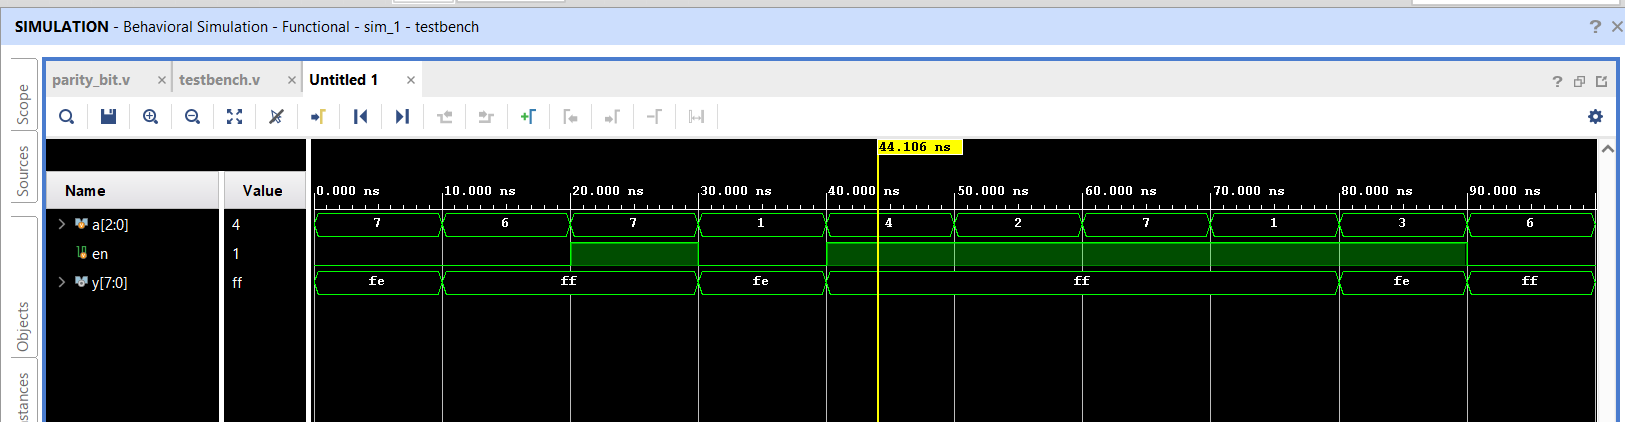 SIMULATION - Behavioral Simulation - Functional - sim_1 - testbench
? ×
Scope
Sources
Objects
stances
parity_bit.v × testbench.v × Untitled 1 ×
?
Name Value
44.106 ns
0.000 ns 10.000 ns 20.000 ns 30.000 ns 40.000 ns 50.000 ns 60.000 ns 70.000 ns 80.000 ns 90.000 ns
a[2:0] 4 7 6 7 1 4 2 7 1 3 6
en 1
y[7:0] ff fe ff fe ff fe ff